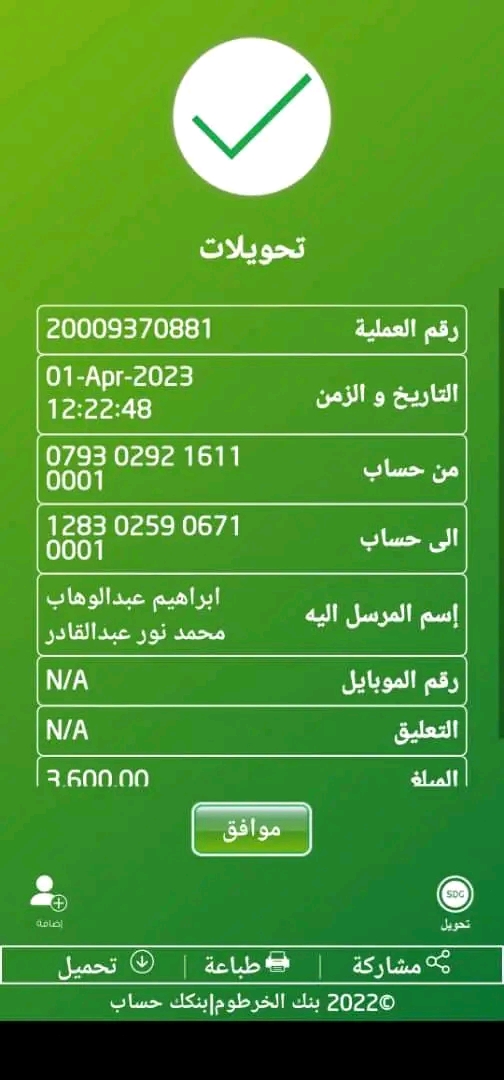 تحويلات
رقم العملية 20009370881
التاريخ و الزمن 01-Apr-2023
12:22:48
من حساب 0793 0292 1611
0001
الى حساب 1283 0259 0671
0001
إسم المرسل اليه ابراهيم عبدالوهاب
محمد نور عبدالقادر
رقم الموبايل N/A
التعليق N/A
المبلغ 3,600.00
موافق
SDG
تحويل إضافة
مشاركة | طباعة | تحميل
©2022 بنك الخرطوم|بنكك حساب